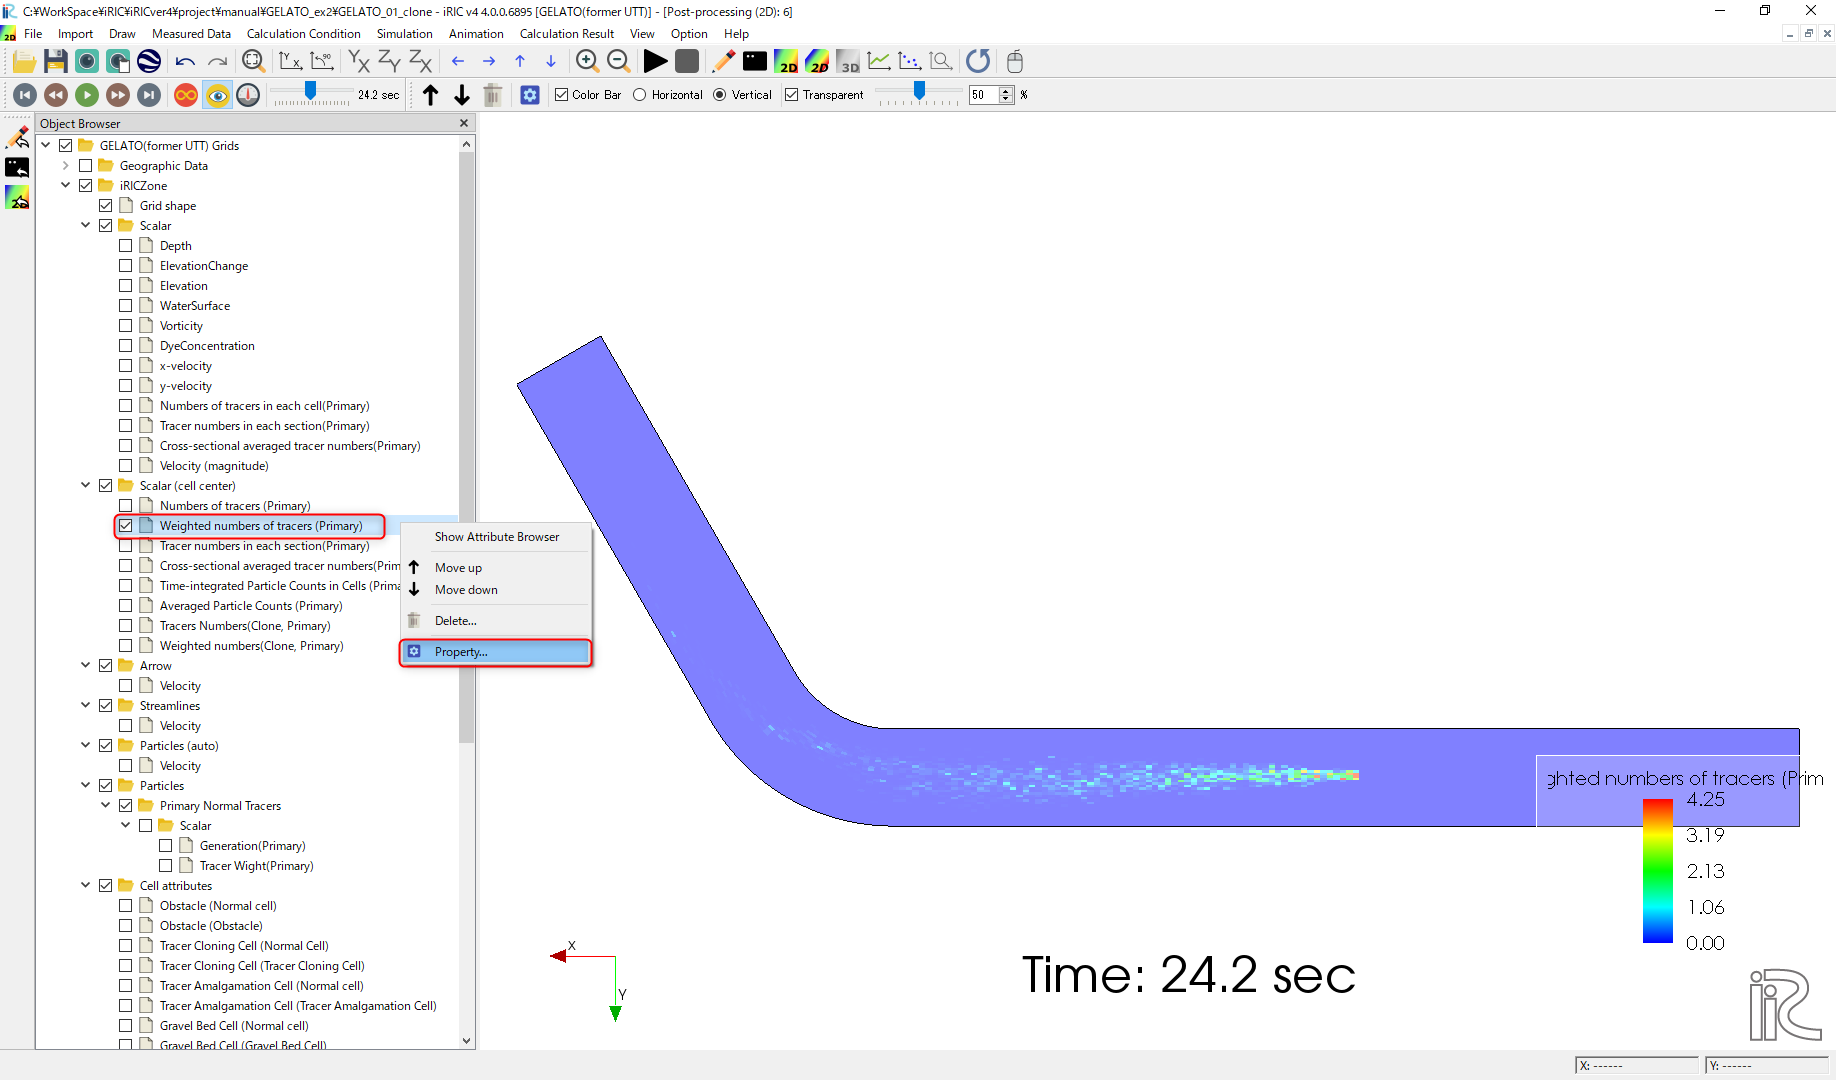 C:¥WorkSpace¥iRIC¥iRICver4¥project¥manual¥GELATO_ex2¥GELATO_01_clone - iRIC v4 4.0.0.6895 [GELATO(former UTT)] - [Post-processing (2D): 6]
File Import Draw Measured Data Calculation Condition Simulation Animation Calculation Result View Option Help
24.2 sec Color Bar Horizontal Vertical Transparent 50 %
Object Browser
GELATO(former UTT) Grids
Geographic Data
iRICZone
Grid shape
Scalar
Depth
ElevationChange
Elevation
WaterSurface
Vorticity
DyeConcentration
x-velocity
y-velocity
Numbers of tracers in each cell(Primary)
Tracer numbers in each section(Primary)
Cross-sectional averaged tracer numbers(Primary)
Velocity (magnitude)
Scalar (cell center)
Numbers of tracers (Primary)
Weighted numbers of tracers (Primary)
Tracer numbers in each section(Primary)
Cross-sectional averaged tracer numbers(Prim
Time-integrated Particle Counts in Cells (Prima
Averaged Particle Counts (Primary)
Tracers Numbers(Clone, Primary)
Weighted numbers(Clone, Primary)
Arrow
Velocity
Streamlines
Velocity
Particles (auto)
Velocity
Particles
Primary Normal Tracers
Scalar
Generation(Primary)
Tracer Wight(Primary)
Cell attributes
Obstacle (Normal cell)
Obstacle (Obstacle)
Tracer Cloning Cell (Normal Cell)
Tracer Cloning Cell (Tracer Cloning Cell)
Tracer Amalgamation Cell (Normal cell)
Tracer Amalgamation Cell (Tracer Amalgamation Cell)
Gravel Bed Cell (Normal cell)
Gravel Bed Cell (Gravel Bed Cell)
Show Attribute Browser
Move up
Move down
Delete...
Property...
ghted numbers of tracers (Prim
4.25
3.19
2.13
1.06
0.00
X
Y
Time: 24.2 sec
iRIC
X: ------ Y: ------